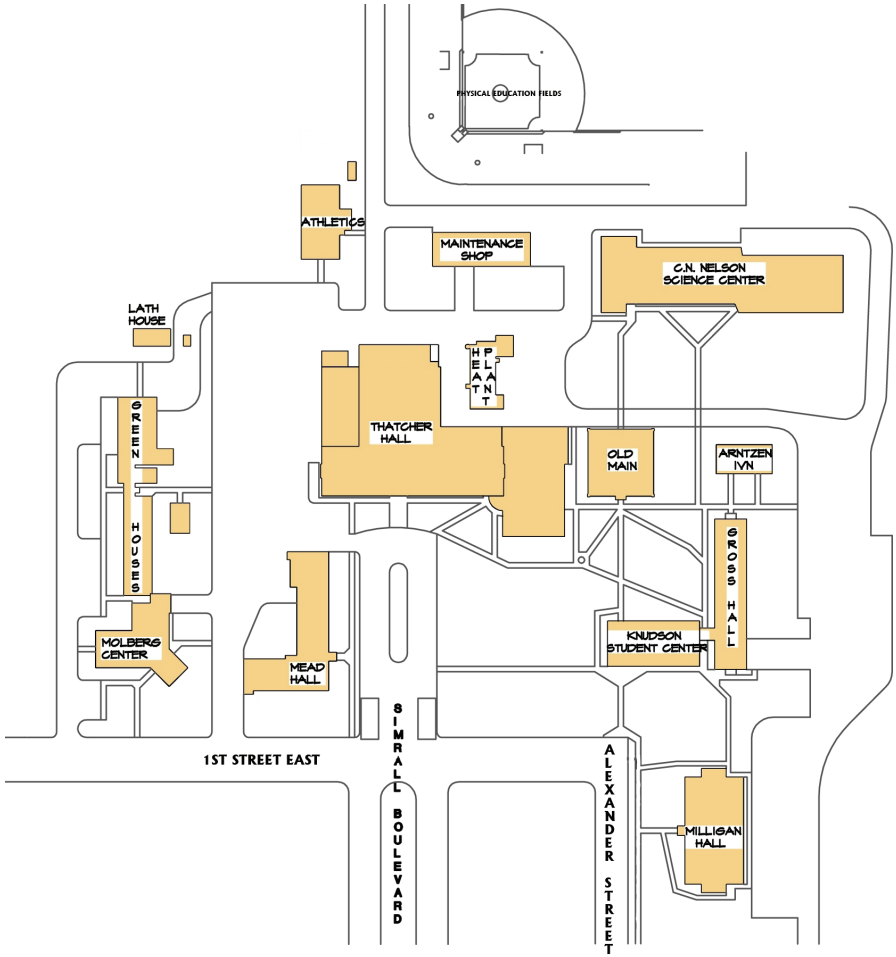 PHYSICAL EDUCATION FIELDS
ATHLETICS
MAINTENANCE
SHOP
C.N. NELSON
SCIENCE CENTER
LATH
HOUSE
HEAT
PLANT
THATCHER
HALL
OLD
MAIN
ARNTZEN
IVN
GREEN HOUSES
GROSS HALL
MOLBERG
CENTER
MEAD
HALL
KNUDSON
STUDENT CENTER
1ST STREET EAST
SIMRALL BOULEVARD
ALEXANDER STREET
MILLIGAN
HALL